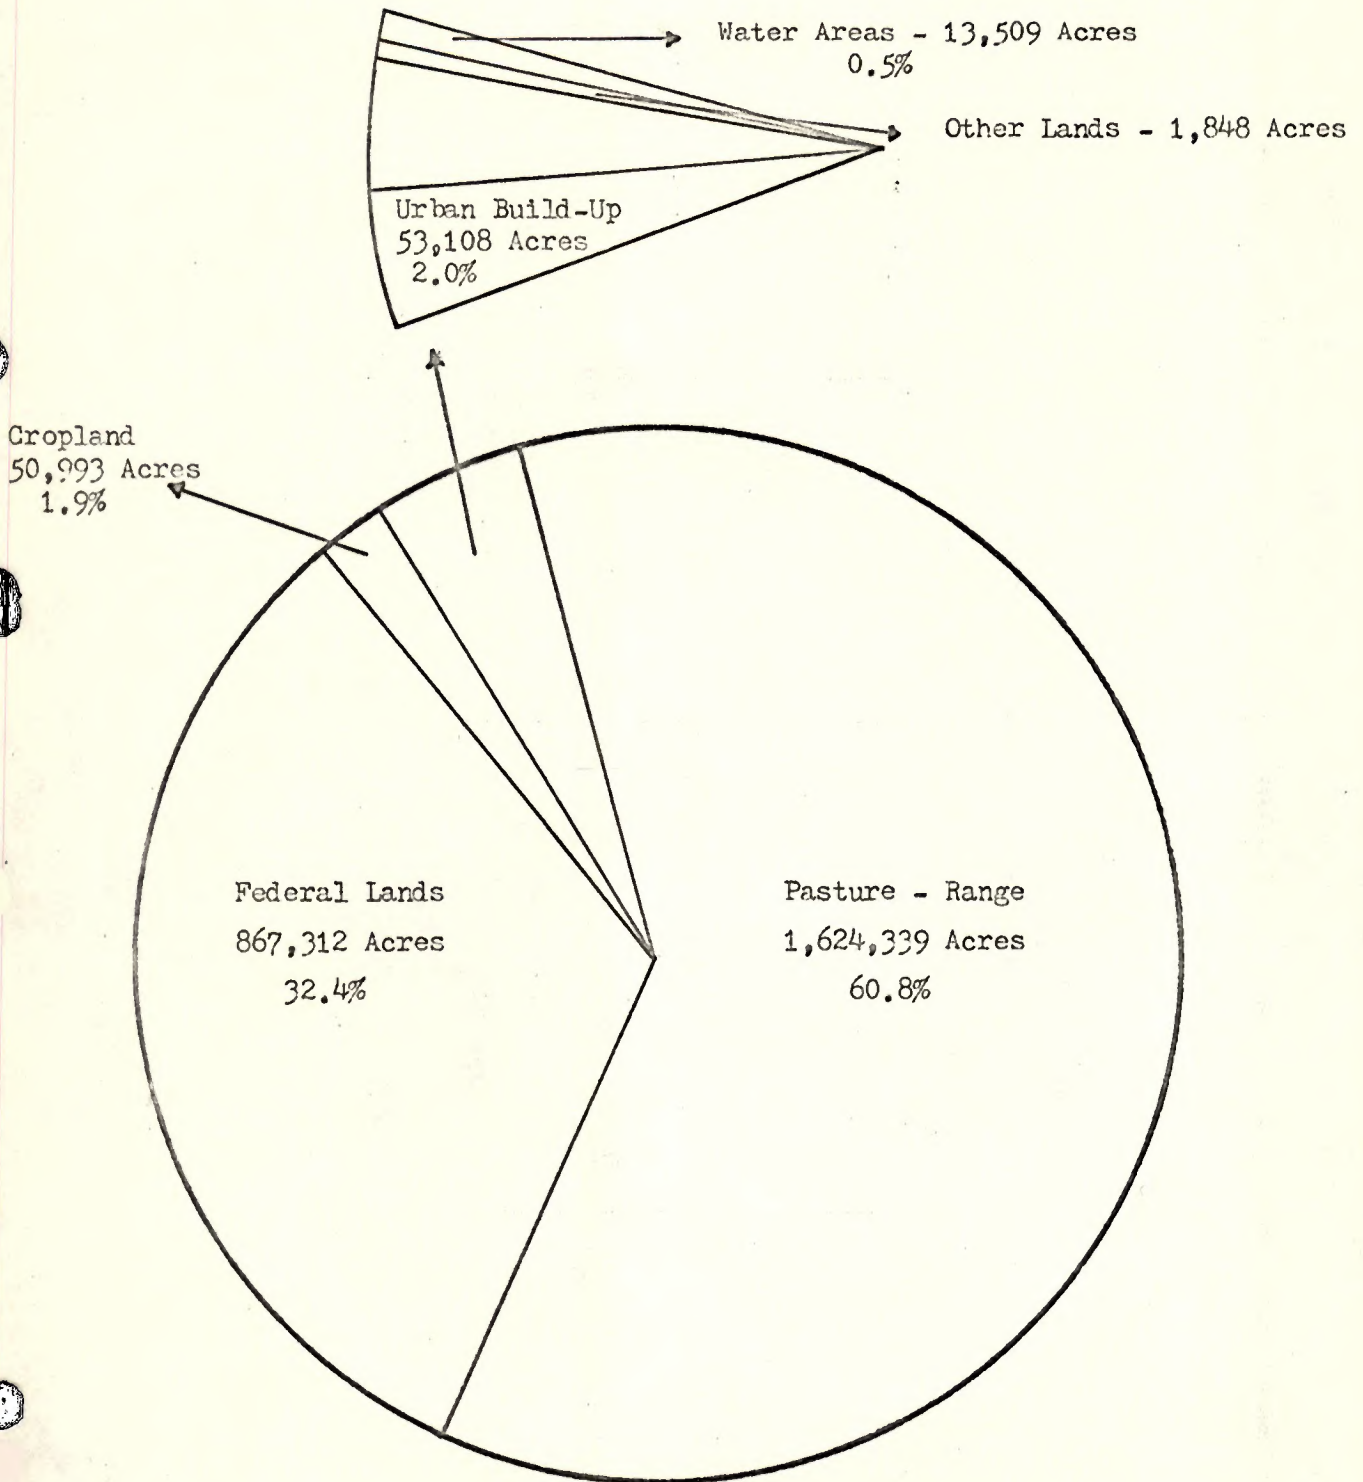 Water Areas - 13,509 Acres
0.5%
Other Lands - 1,848 Acres
Urban Build-Up
53,108 Acres
2.0%
Cropland
50,993 Acres
1.9%
Federal Lands
867,312 Acres
32.4%
Pasture - Range
1,624,339 Acres
60.8%